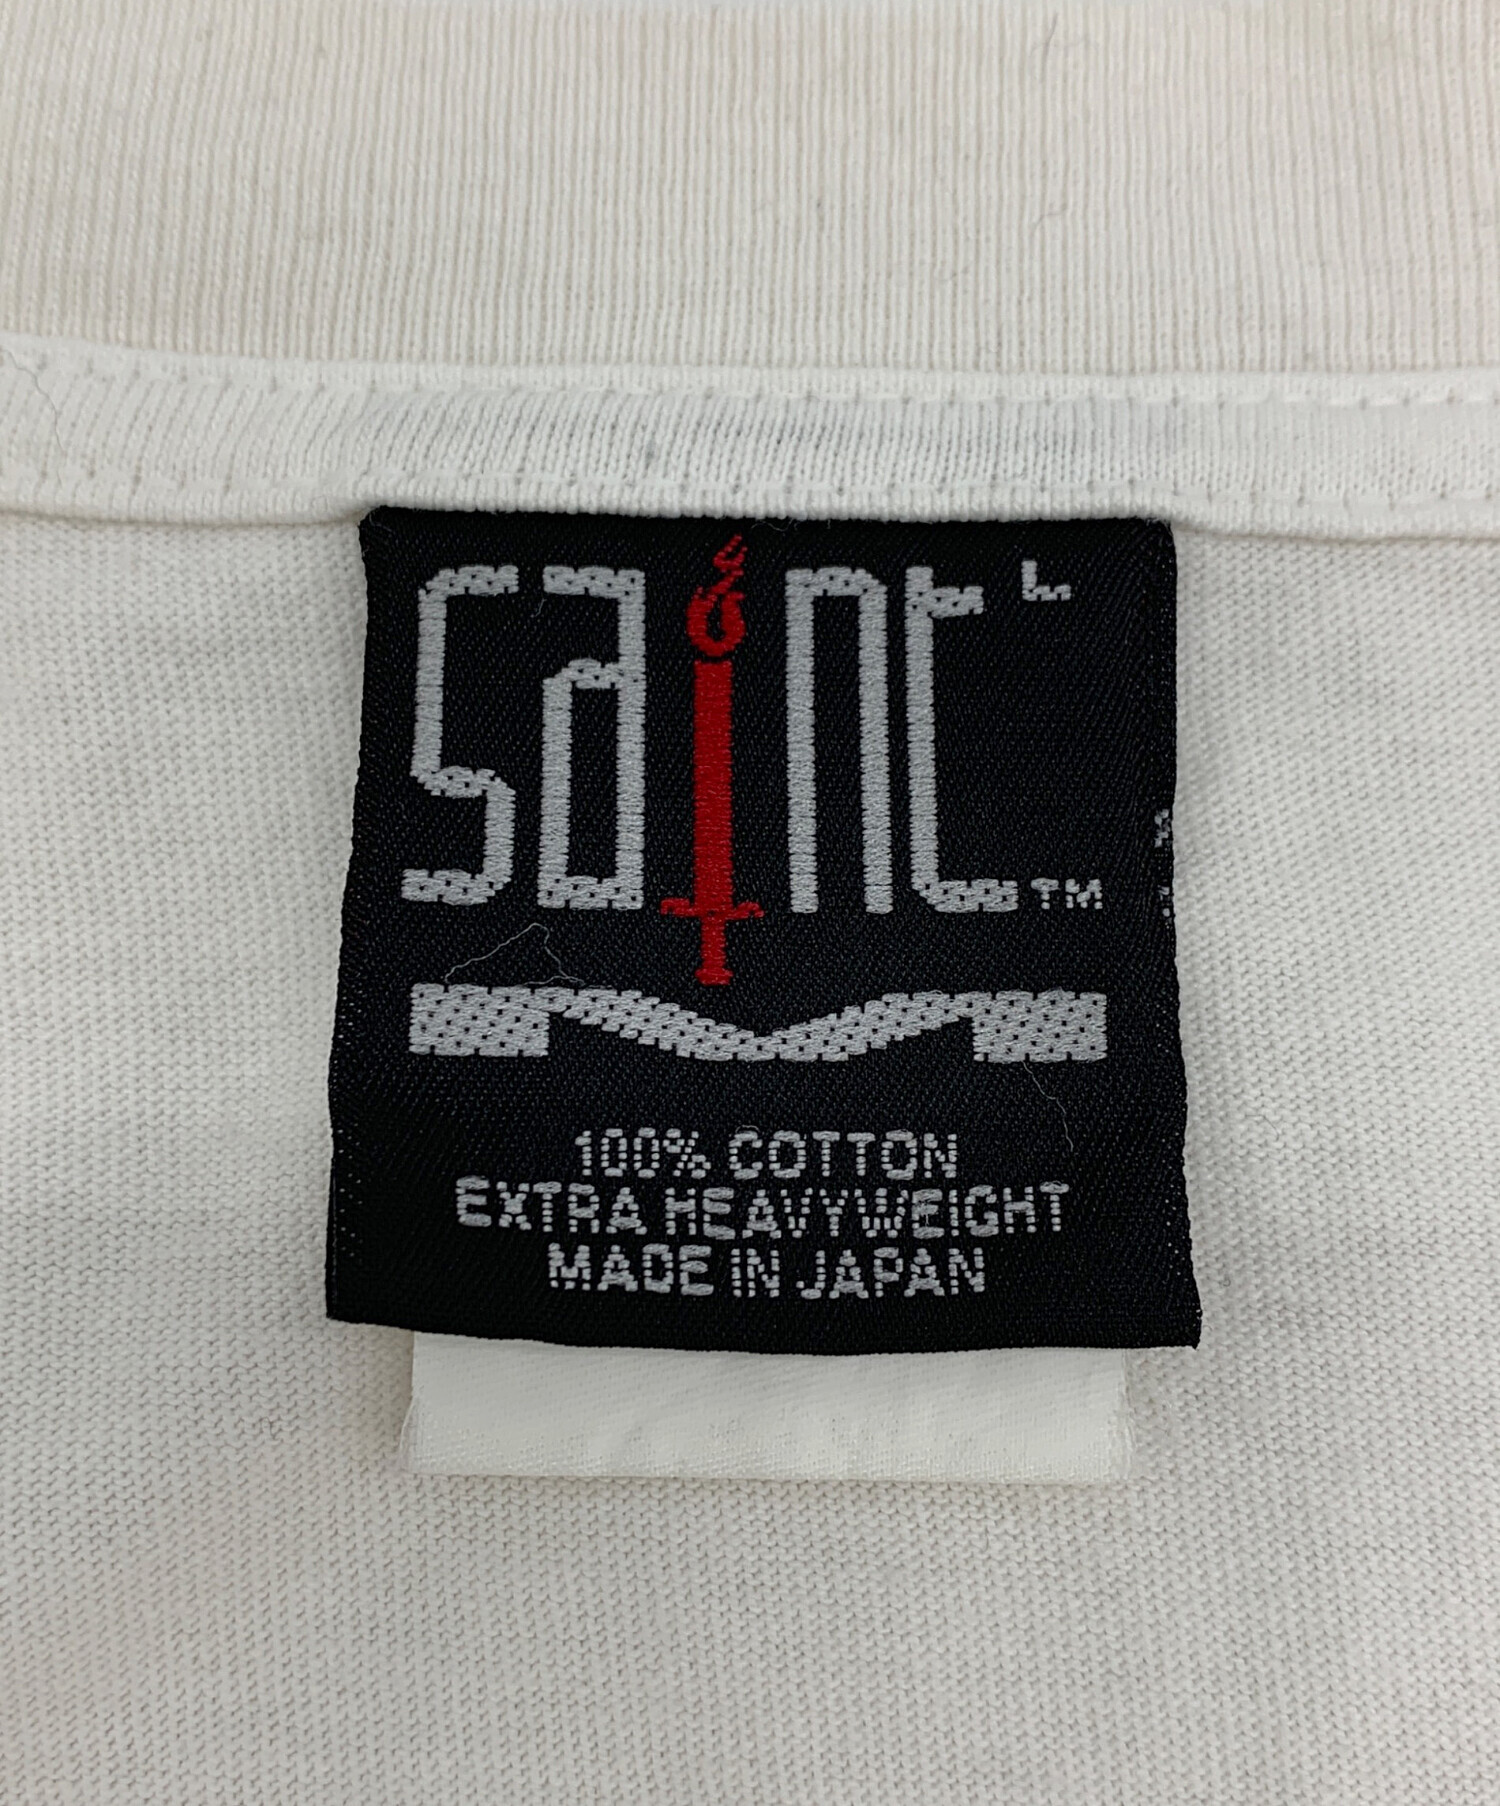 saint L
TM
M
100% COTTON
EXTRA HEAVYWEIGHT
MADE IN JAPAN